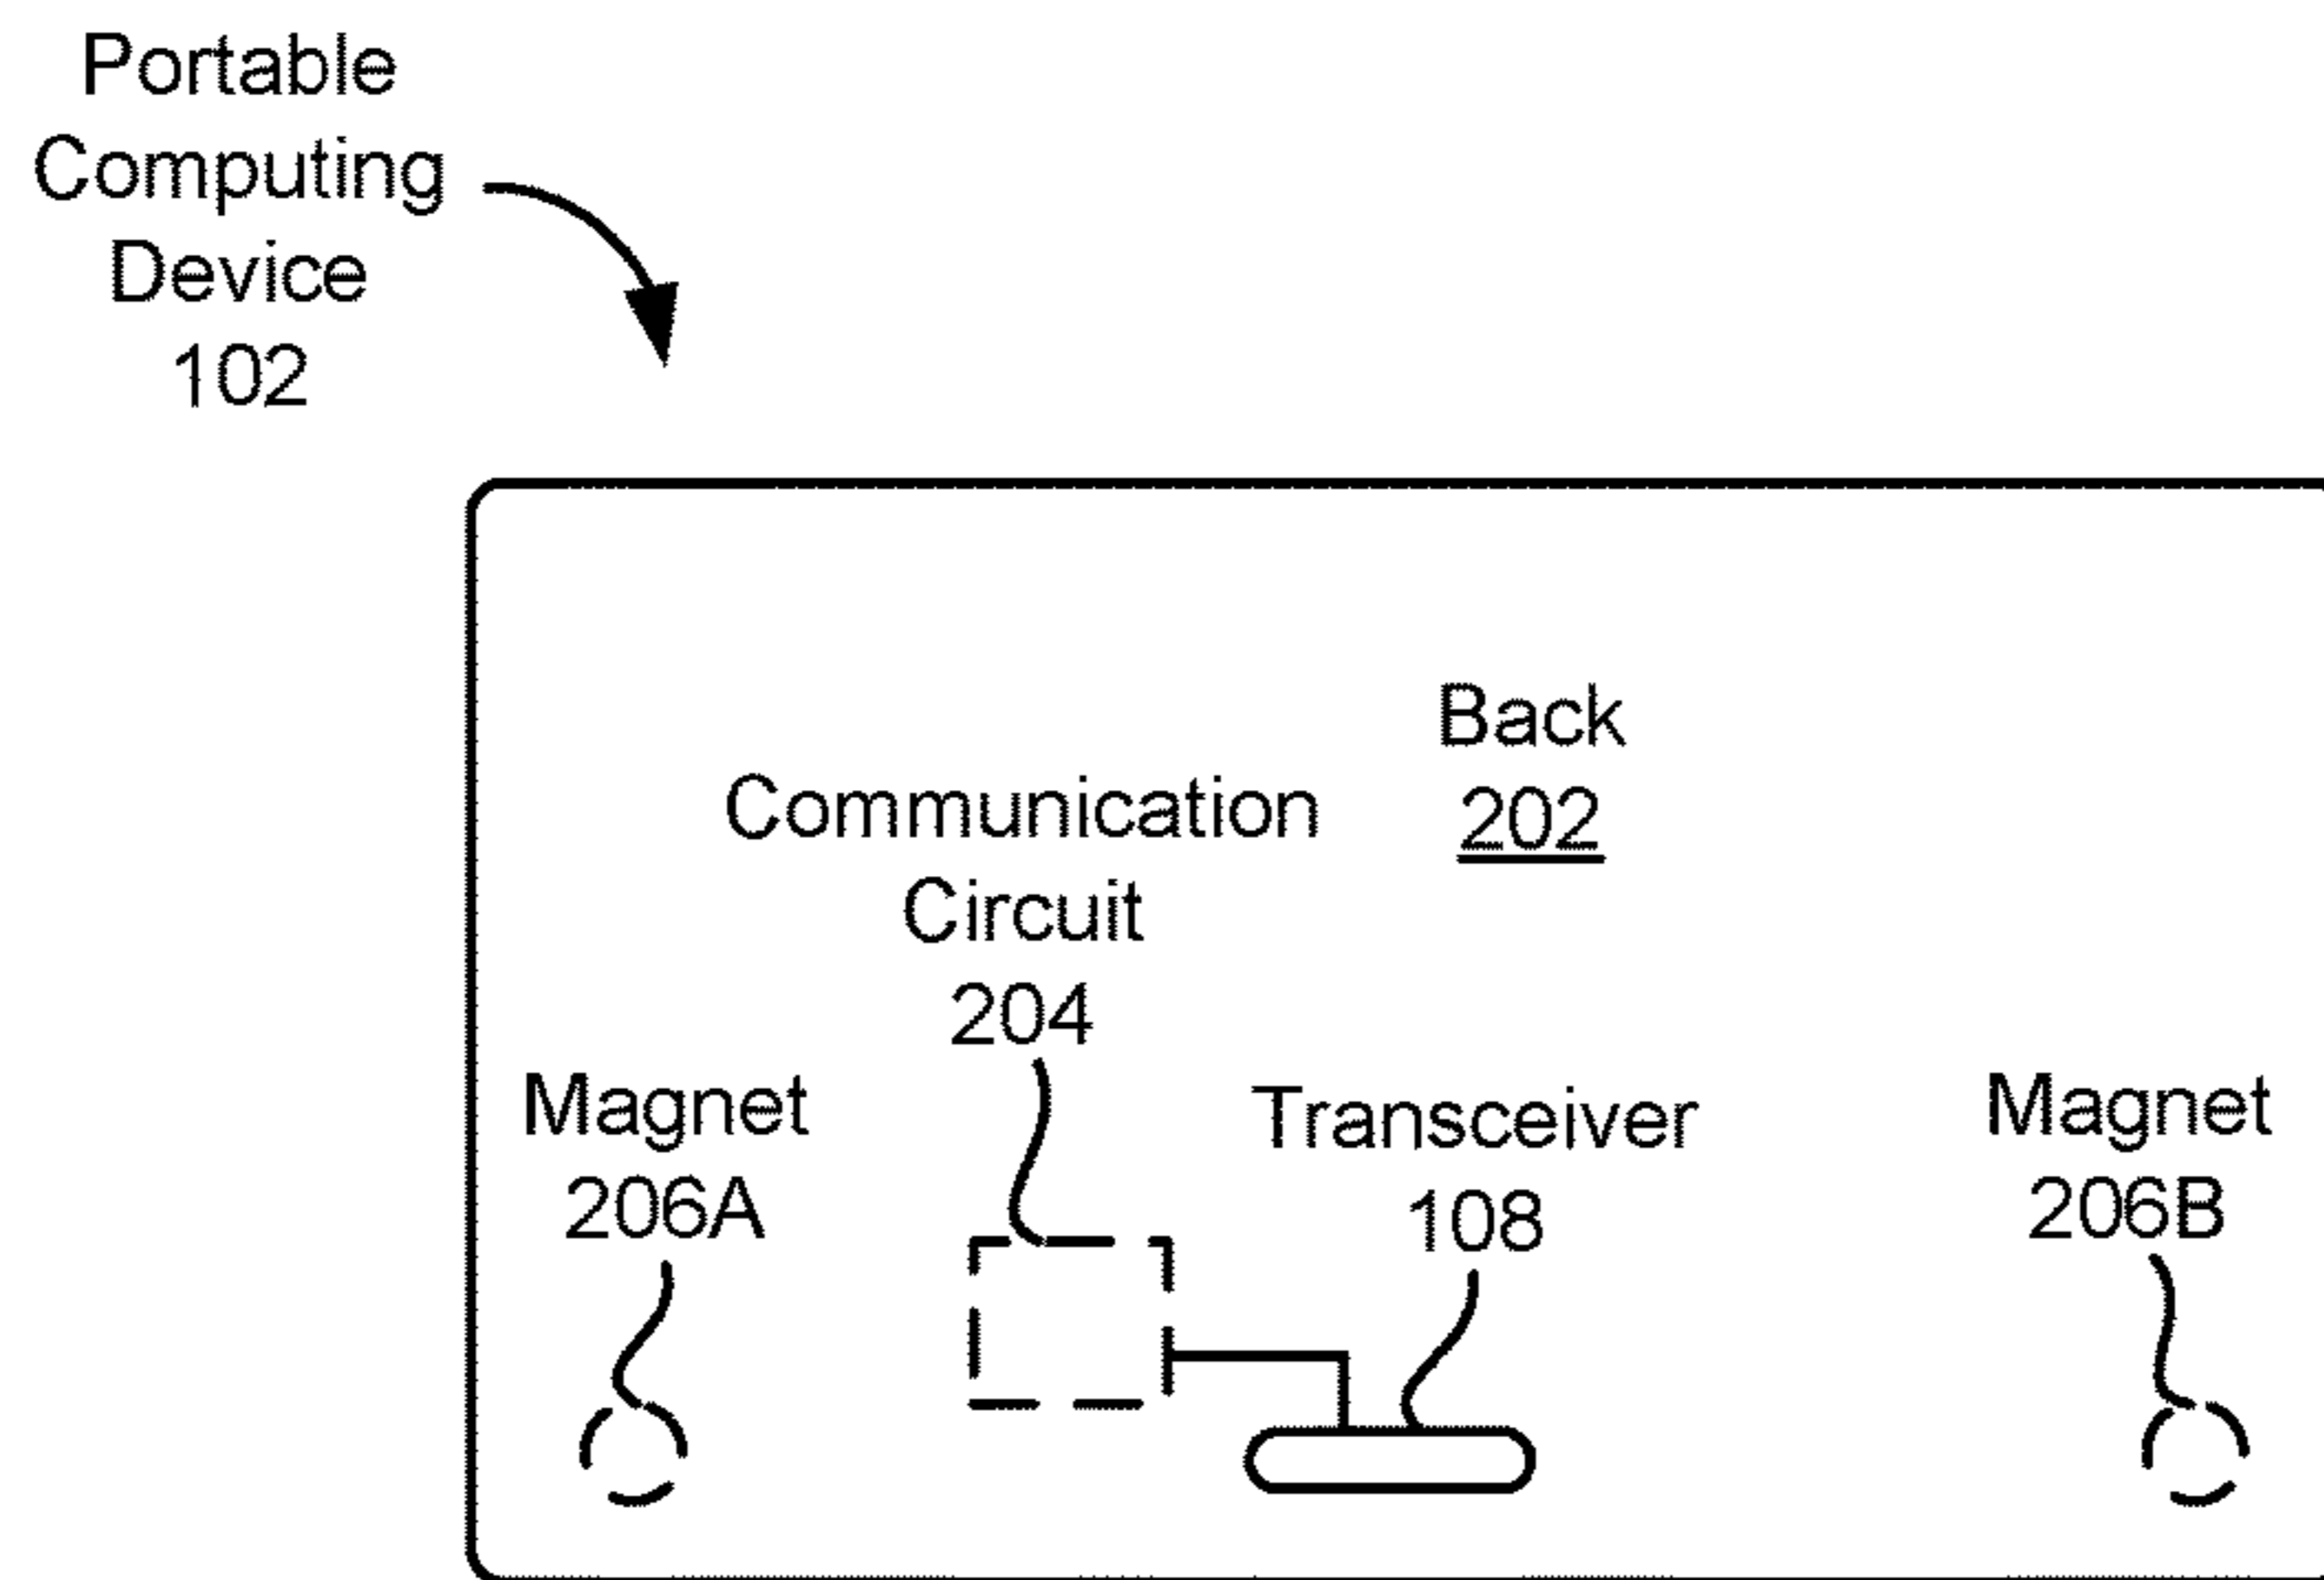 Portable
Computing
Device
102
Back
202
Communication
Circuit
204
Magnet
206A
Transceiver
108
Magnet
206B